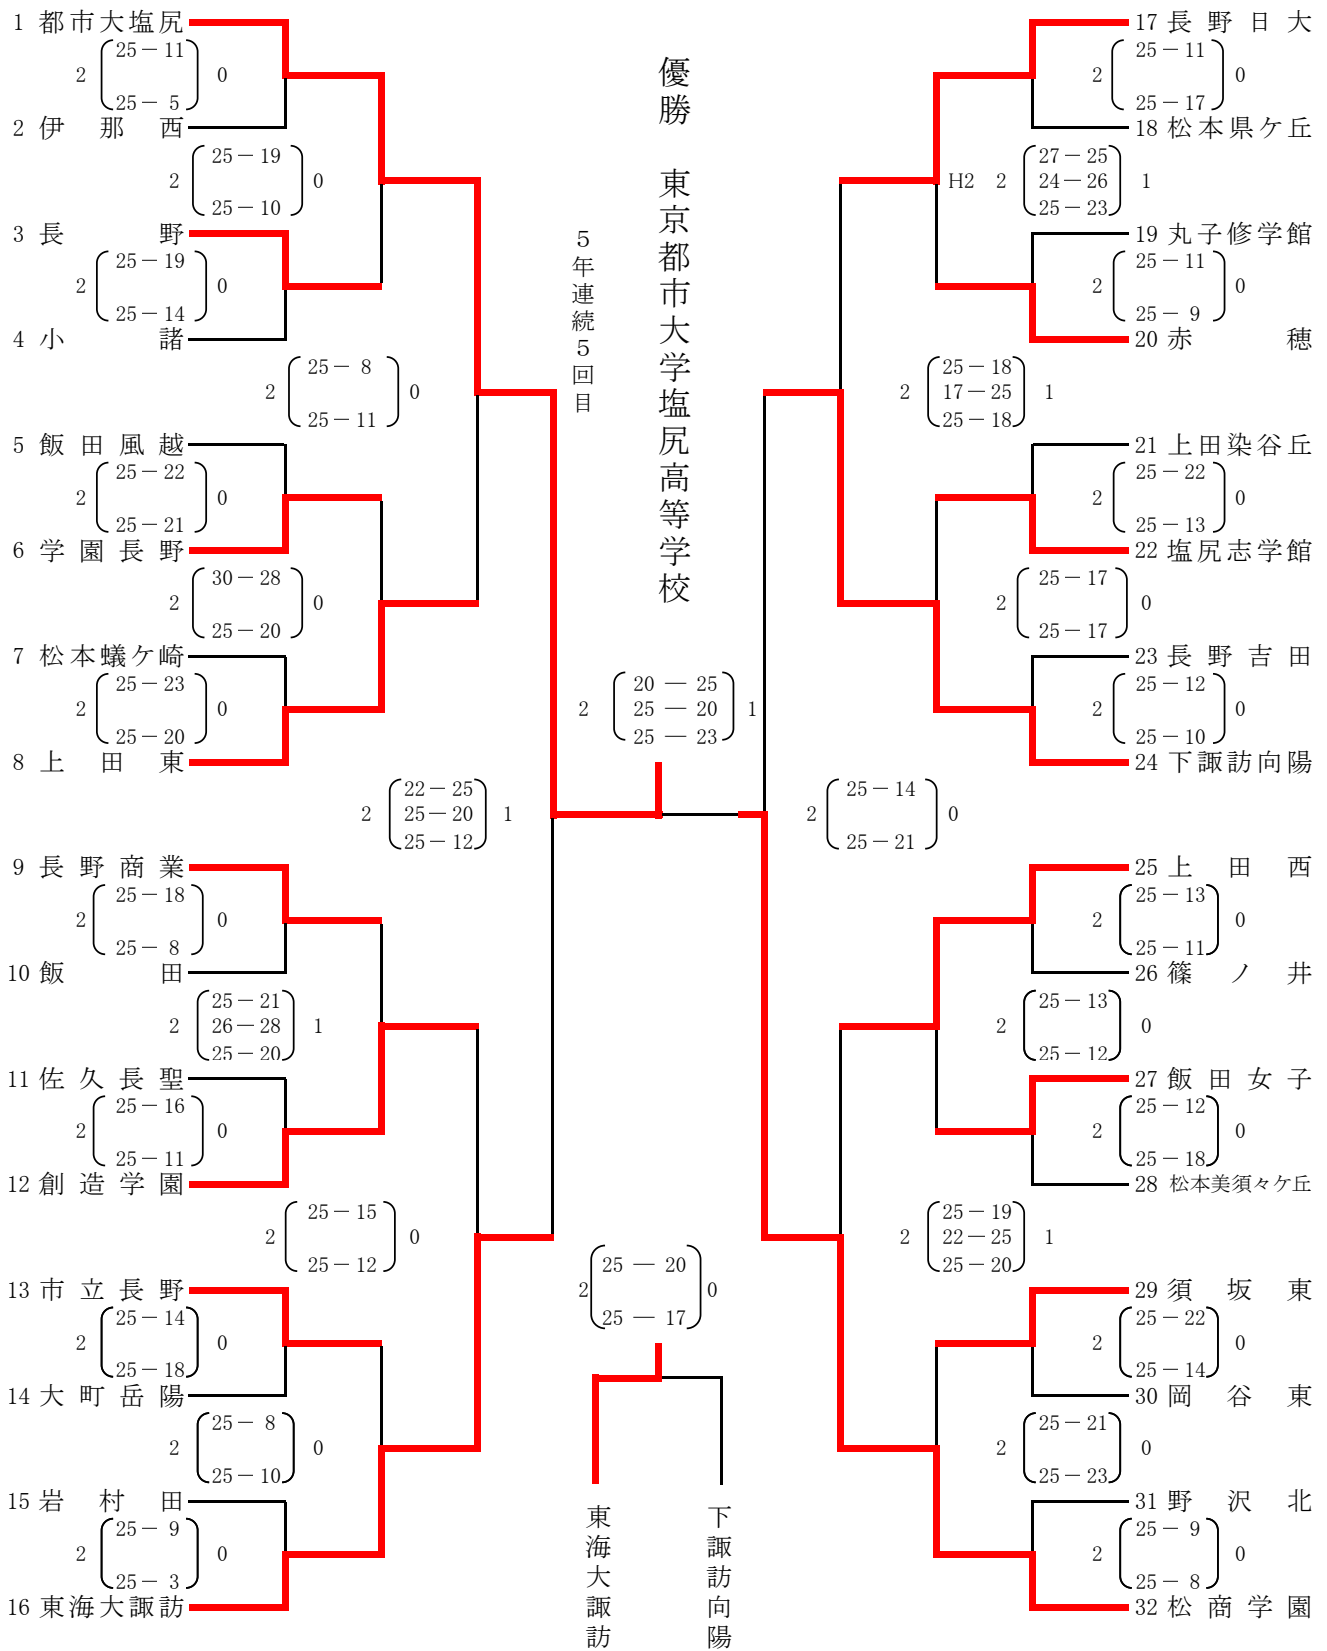 1 都市大塩尻
2 25－11 0
25－ 5
2 伊那西
2 25－19 0
25－10
3 長野
2 25－19 0
25－14
4 小諸
2 25－ 8 0
25－11
5 飯田風越
2 25－22 0
25－21
6 学園長野
2 30－28 0
25－20
7 松本蟻ケ崎
2 25－23 0
25－20
8 上田東
2 22－25 1
25－20
25－12
9 長野商業
2 25－18 0
25－ 8
10 飯田
2 25－21 1
26－28
25－20
11 佐久長聖
2 25－16 0
25－11
12 創造学園
2 25－15 0
25－12
13 市立長野
2 25－14 0
25－18
14 大町岳陽
2 25－ 8 0
25－10
15 岩村田
2 25－ 9 0
25－ 3
16 東海大諏訪
優勝 東京都市大学塩尻高等学校
５年連続５回目
2 20 ― 25 1
25 ― 20
25 ― 23
2 25 ― 20 0
25 ― 17
東海大諏訪
下諏訪向陽
17 長野日大
2 25－11 0
25－17
18 松本県ケ丘
H2 2 27－25 1
24－26
25－23
19 丸子修学館
2 25－11 0
25－ 9
20 赤穂
2 25－18 1
17－25
25－18
21 上田染谷丘
2 25－22 0
25－13
22 塩尻志学館
2 25－17 0
25－17
23 長野吉田
2 25－12 0
25－10
24 下諏訪向陽
2 25－14 0
25－21
25 上田西
2 25－13 0
25－11
26 篠ノ井
2 25－13 0
25－12
27 飯田女子
2 25－12 0
25－18
28 松本美須々ケ丘
2 25－19 1
22－25
25－20
29 須坂東
2 25－22 0
25－14
30 岡谷東
2 25－21 0
25－23
31 野沢北
2 25－ 9 0
25－ 8
32 松商学園